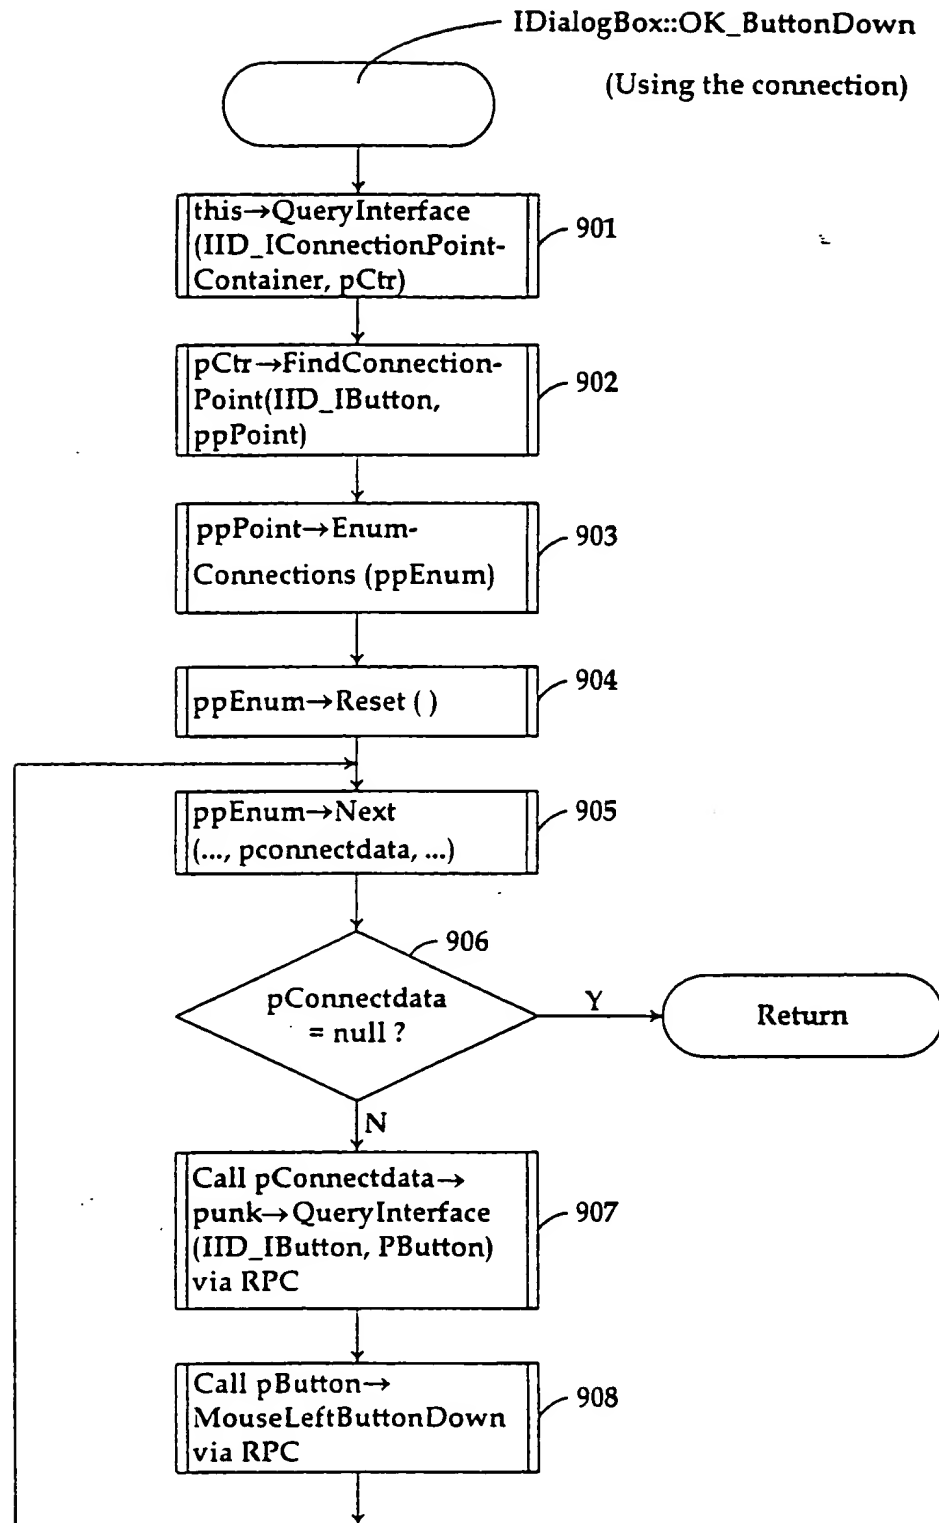 IDialogBox::OK_ButtonDown
(Using the connection)
this→QueryInterface
(IID_IConnectionPoint-
Container, pCtr)
901
pCtr→FindConnection-
Point(IID_IButton,
ppPoint)
902
ppPoint→Enum-
Connections (ppEnum)
903
ppEnum→Reset ( )
904
ppEnum→Next
(..., pconnectdata, ...)
905
906
pConnectdata
= null ?
Y
Return
N
Call pConnectdata→
punk→QueryInterface
(IID_IButton, PButton)
via RPC
907
Call pButton→
MouseLeftButtonDown
via RPC
908